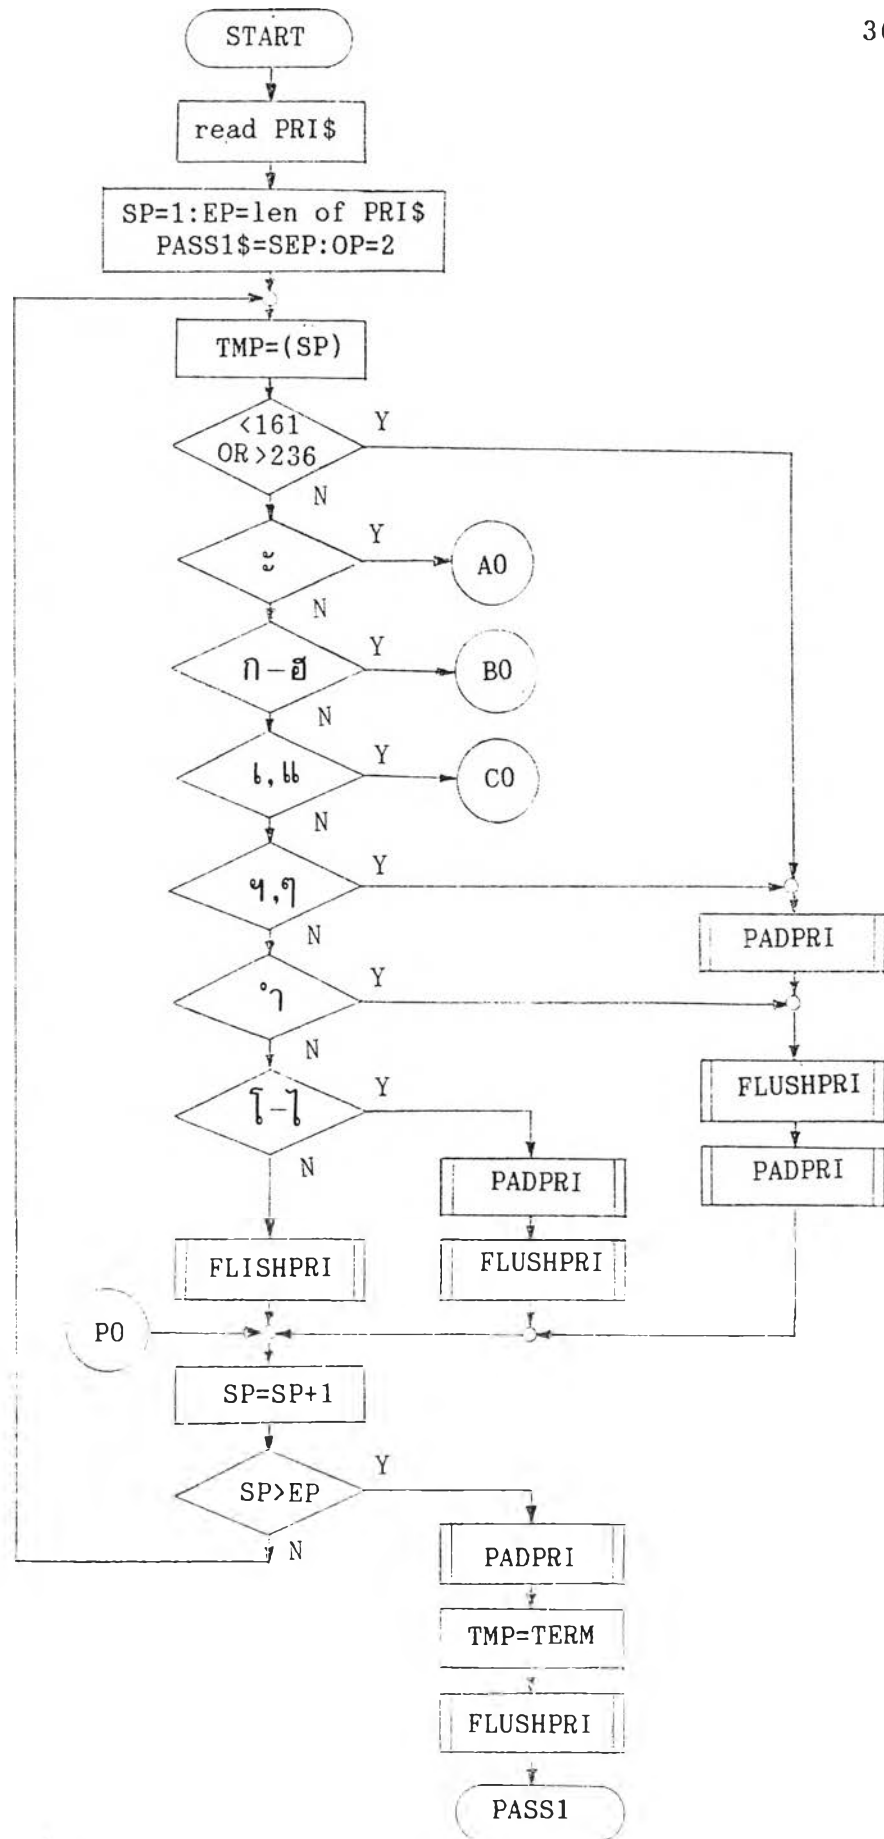 36
START
read PRI$
SP=1:EP=len of PRI$
PASS1$=SEP:OP=2
TMP=(SP)
<161
OR >236
Y
N
ะ
Y
A0
N
ก-ฮ
Y
B0
N
เ,แ
Y
C0
N
ฯ,ๆ
Y
N
PADPRI
ำ
Y
N
FLUSHPRI
โ-ไ
Y
N
PADPRI
PADPRI
FLISHPRI
FLUSHPRI
P0
SP=SP+1
SP>EP
Y
N
PADPRI
TMP=TERM
FLUSHPRI
PASS1